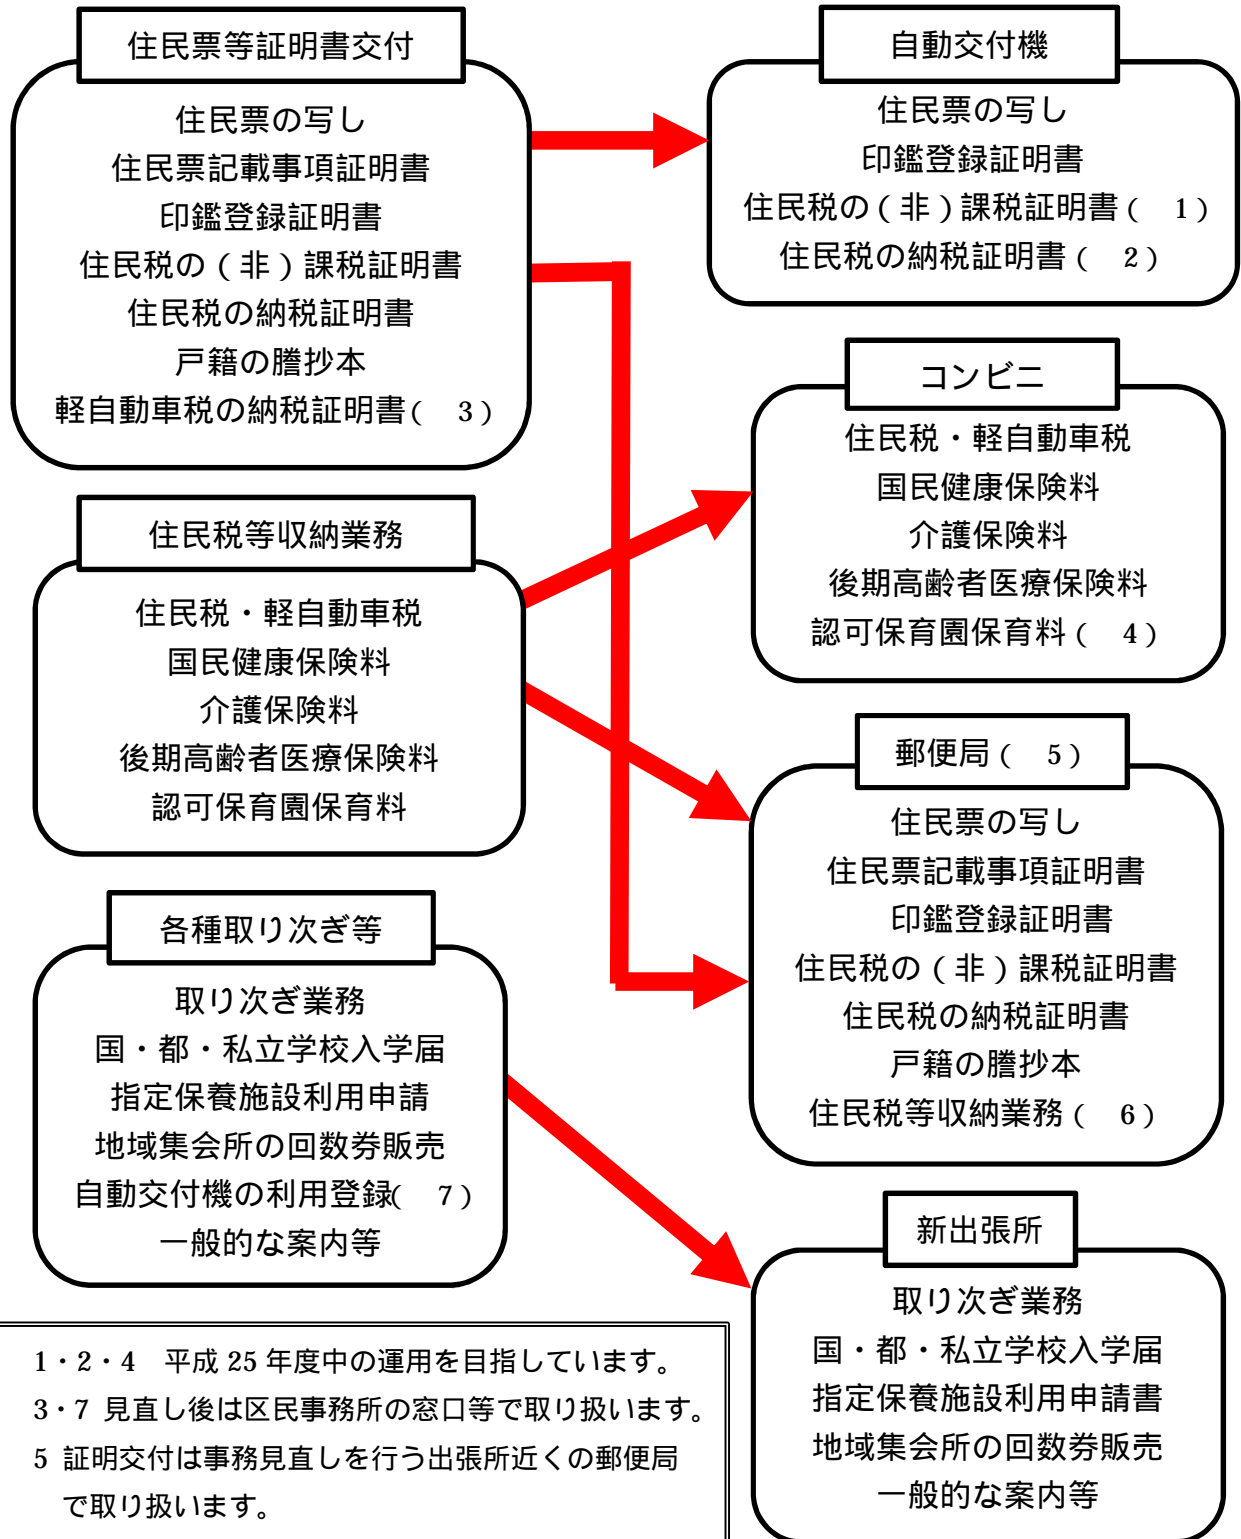 住民票等証明書交付
住民票の写し
住民票記載事項証明書
印鑑登録証明書
住民税の（非）課税証明書
住民税の納税証明書
戸籍の謄抄本
軽自動車税の納税証明書(　3）
住民税等収納業務
住民税・軽自動車税
国民健康保険料
介護保険料
後期高齢者医療保険料
認可保育園保育料
各種取り次ぎ等
取り次ぎ業務
国・都・私立学校入学届
指定保養施設利用申請
地域集会所の回数券販売
自動交付機の利用登録(　7）
一般的な案内等
自動交付機
住民票の写し
印鑑登録証明書
住民税の（非）課税証明書（　1）
住民税の納税証明書（　2）
コンビニ
住民税・軽自動車税
国民健康保険料
介護保険料
後期高齢者医療保険料
認可保育園保育料（　4）
郵便局（　5）
住民票の写し
住民票記載事項証明書
印鑑登録証明書
住民税の（非）課税証明書
住民税の納税証明書
戸籍の謄抄本
住民税等収納業務（　6）
新出張所
取り次ぎ業務
国・都・私立学校入学届
指定保養施設利用申請書
地域集会所の回数券販売
一般的な案内等
1・2・4　平成 25 年度中の運用を目指しています。
3・7 見直し後は区民事務所の窓口等で取り扱います。
5 証明交付は事務見直しを行う出張所近くの郵便局
で取り扱います。